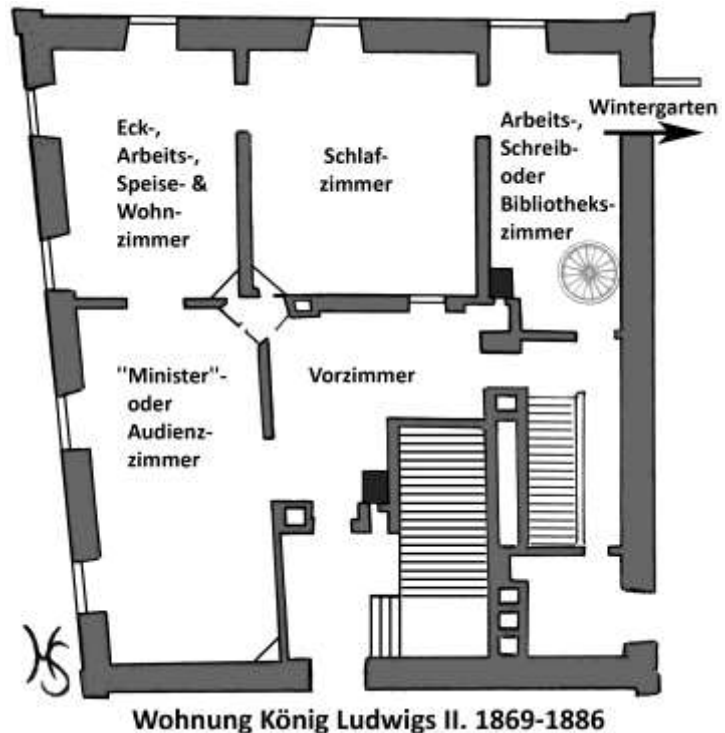 Eck-,
Arbeits-,
Speise- &
Wohn-
zimmer
Schlaf-
zimmer
Arbeits-,
Schreib-
oder
Bibliotheks-
zimmer
Wintergarten
"Minister"-
oder
Audienz-
zimmer
Vorzimmer
Wohnung König Ludwigs II. 1869-1886